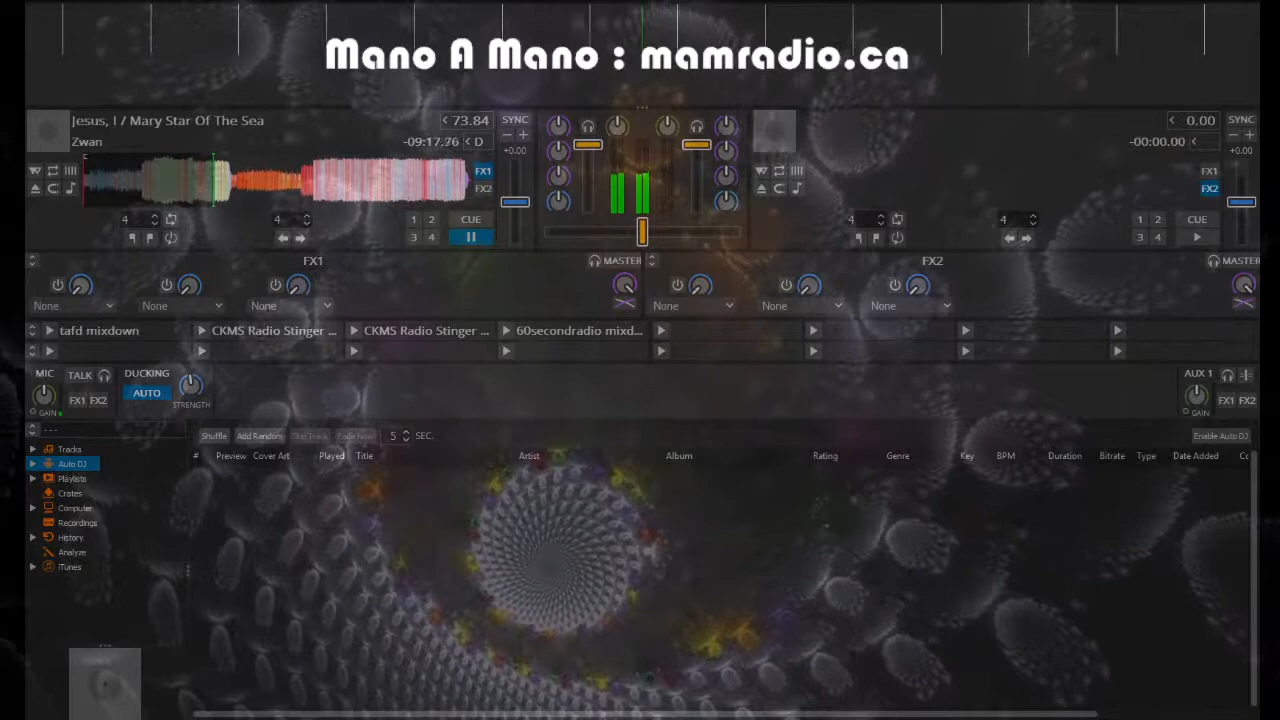 Mano A Mano : mamradio.ca
Jesus, I / Mary Star Of The Sea
73.84
SYNC
0.00
SYNC
Zwan
-09:17.76
D
+0.00
-00:00.00
+0.00
C
FX1
FX2
FX1
FX2
4
4
1 2
CUE
4
4
1 2
CUE
3 4
3 4
FX1
MASTER
FX2
MASTER
None
None
None
None
None
None
tafd mixdown
CKMS Radio Stinger ...
CKMS Radio Stinger ...
60secondradio mixd...
MIC
TALK
DUCKING
AUX 1
AUTO
FX1 FX2
STRENGTH
FX1 FX2
GAIN
GAIN
---
Shuffle
Add Random
Skip Track
Fade Now
5
SEC.
Enable Auto DJ
# Preview Cover Art Played Title Artist Album Rating Genre Key BPM Duration Bitrate Type Date Added Co
Tracks
Auto DJ
Playlists
Crates
Computer
Recordings
History
Analyze
iTunes